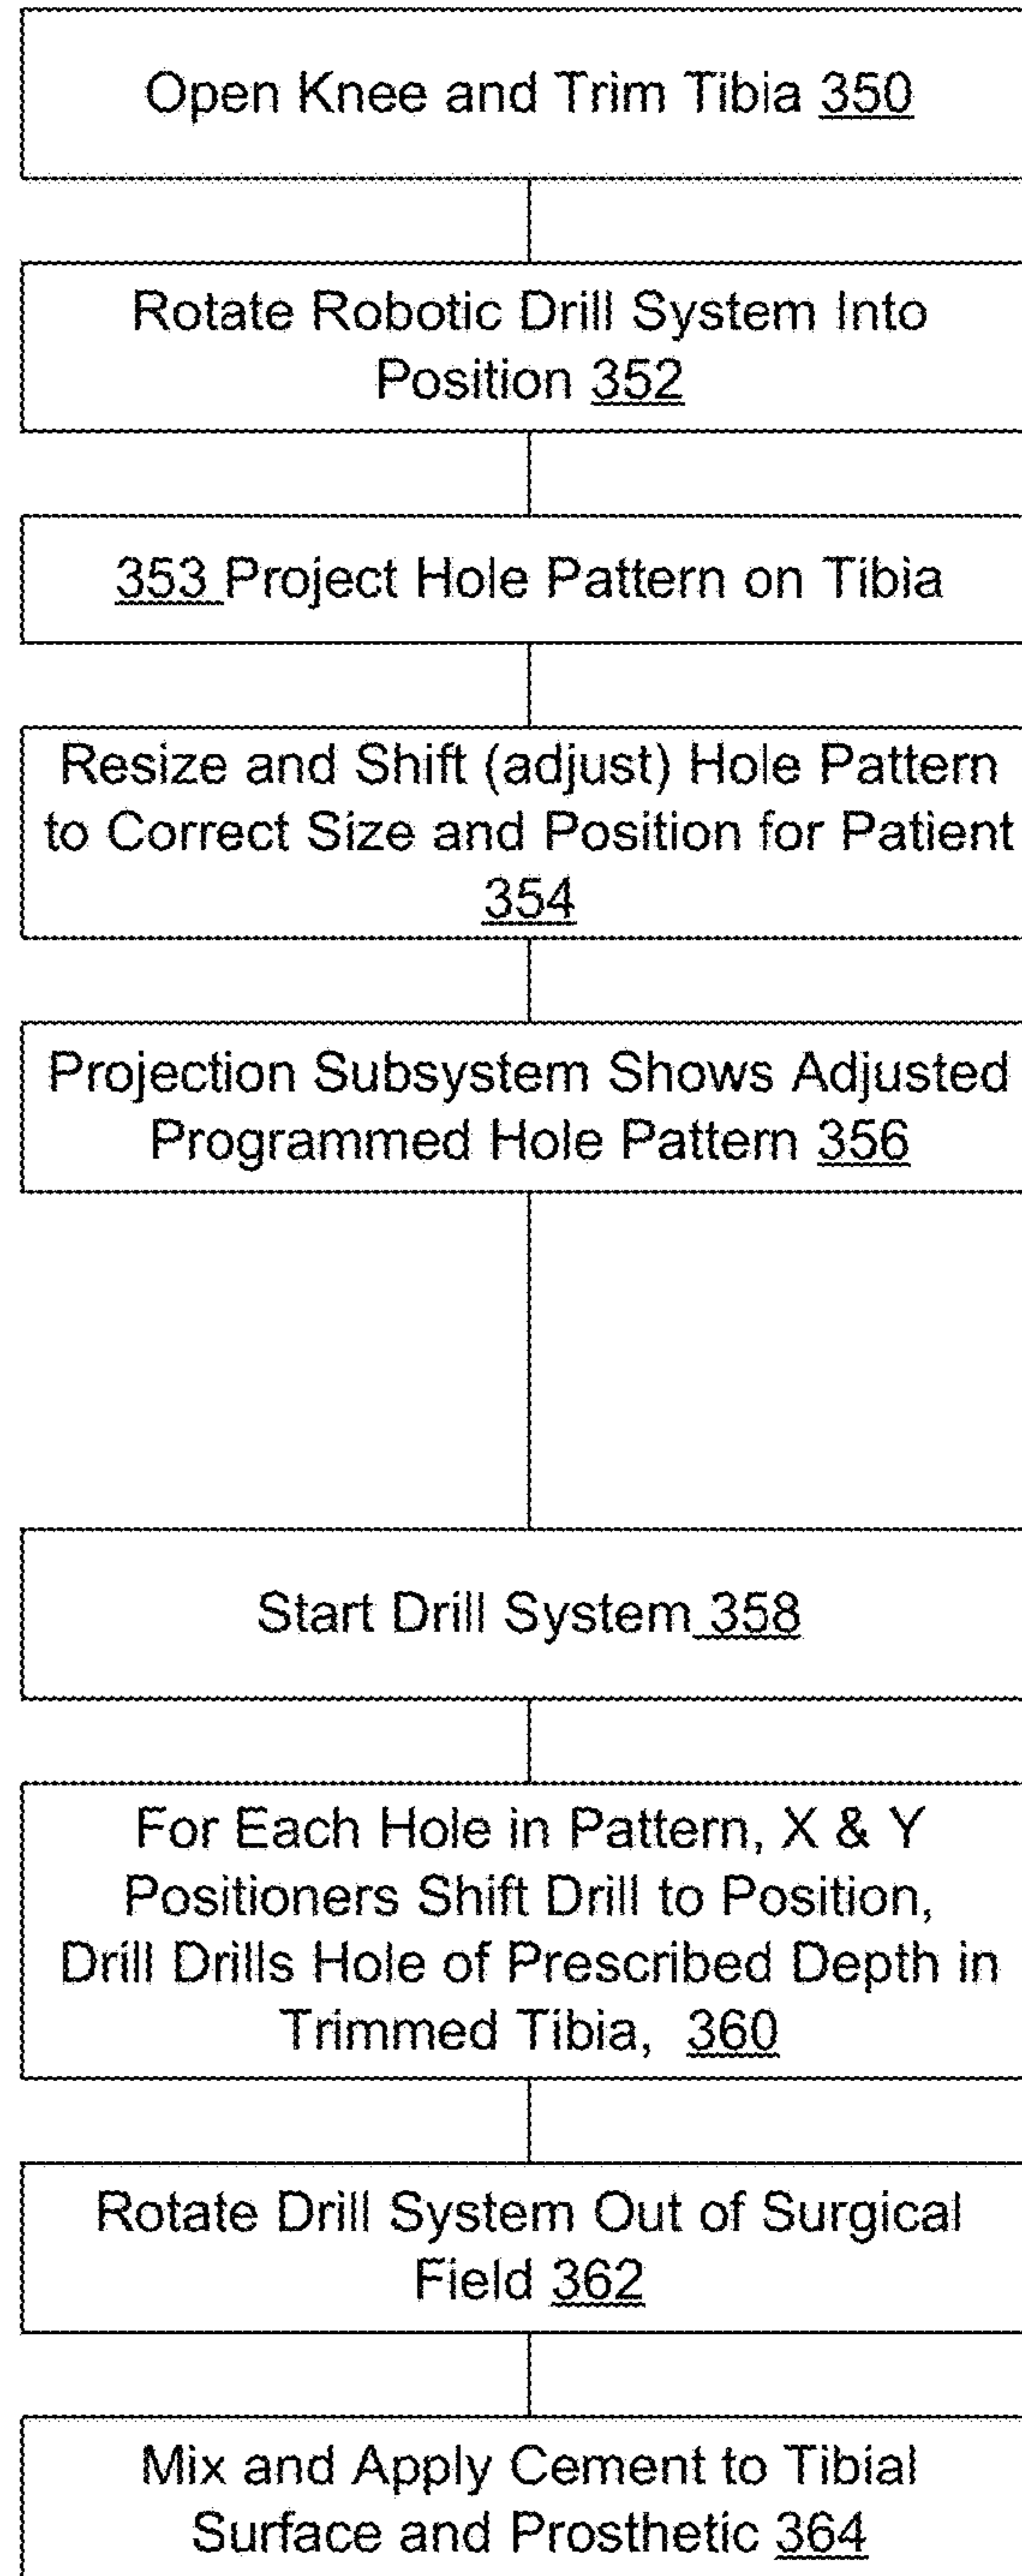 Open Knee and Trim Tibia 350
Rotate Robotic Drill System Into
Position 352
353 Project Hole Pattern on Tibia
Resize and Shift (adjust) Hole Pattern
to Correct Size and Position for Patient
354
Projection Subsystem Shows Adjusted
Programmed Hole Pattern 356
Start Drill System 358
For Each Hole in Pattern, X & Y
Positioners Shift Drill to Position,
Drill Drills Hole of Prescribed Depth in
Trimmed Tibia, 360
Rotate Drill System Out of Surgical
Field 362
Mix and Apply Cement to Tibial
Surface and Prosthetic 364